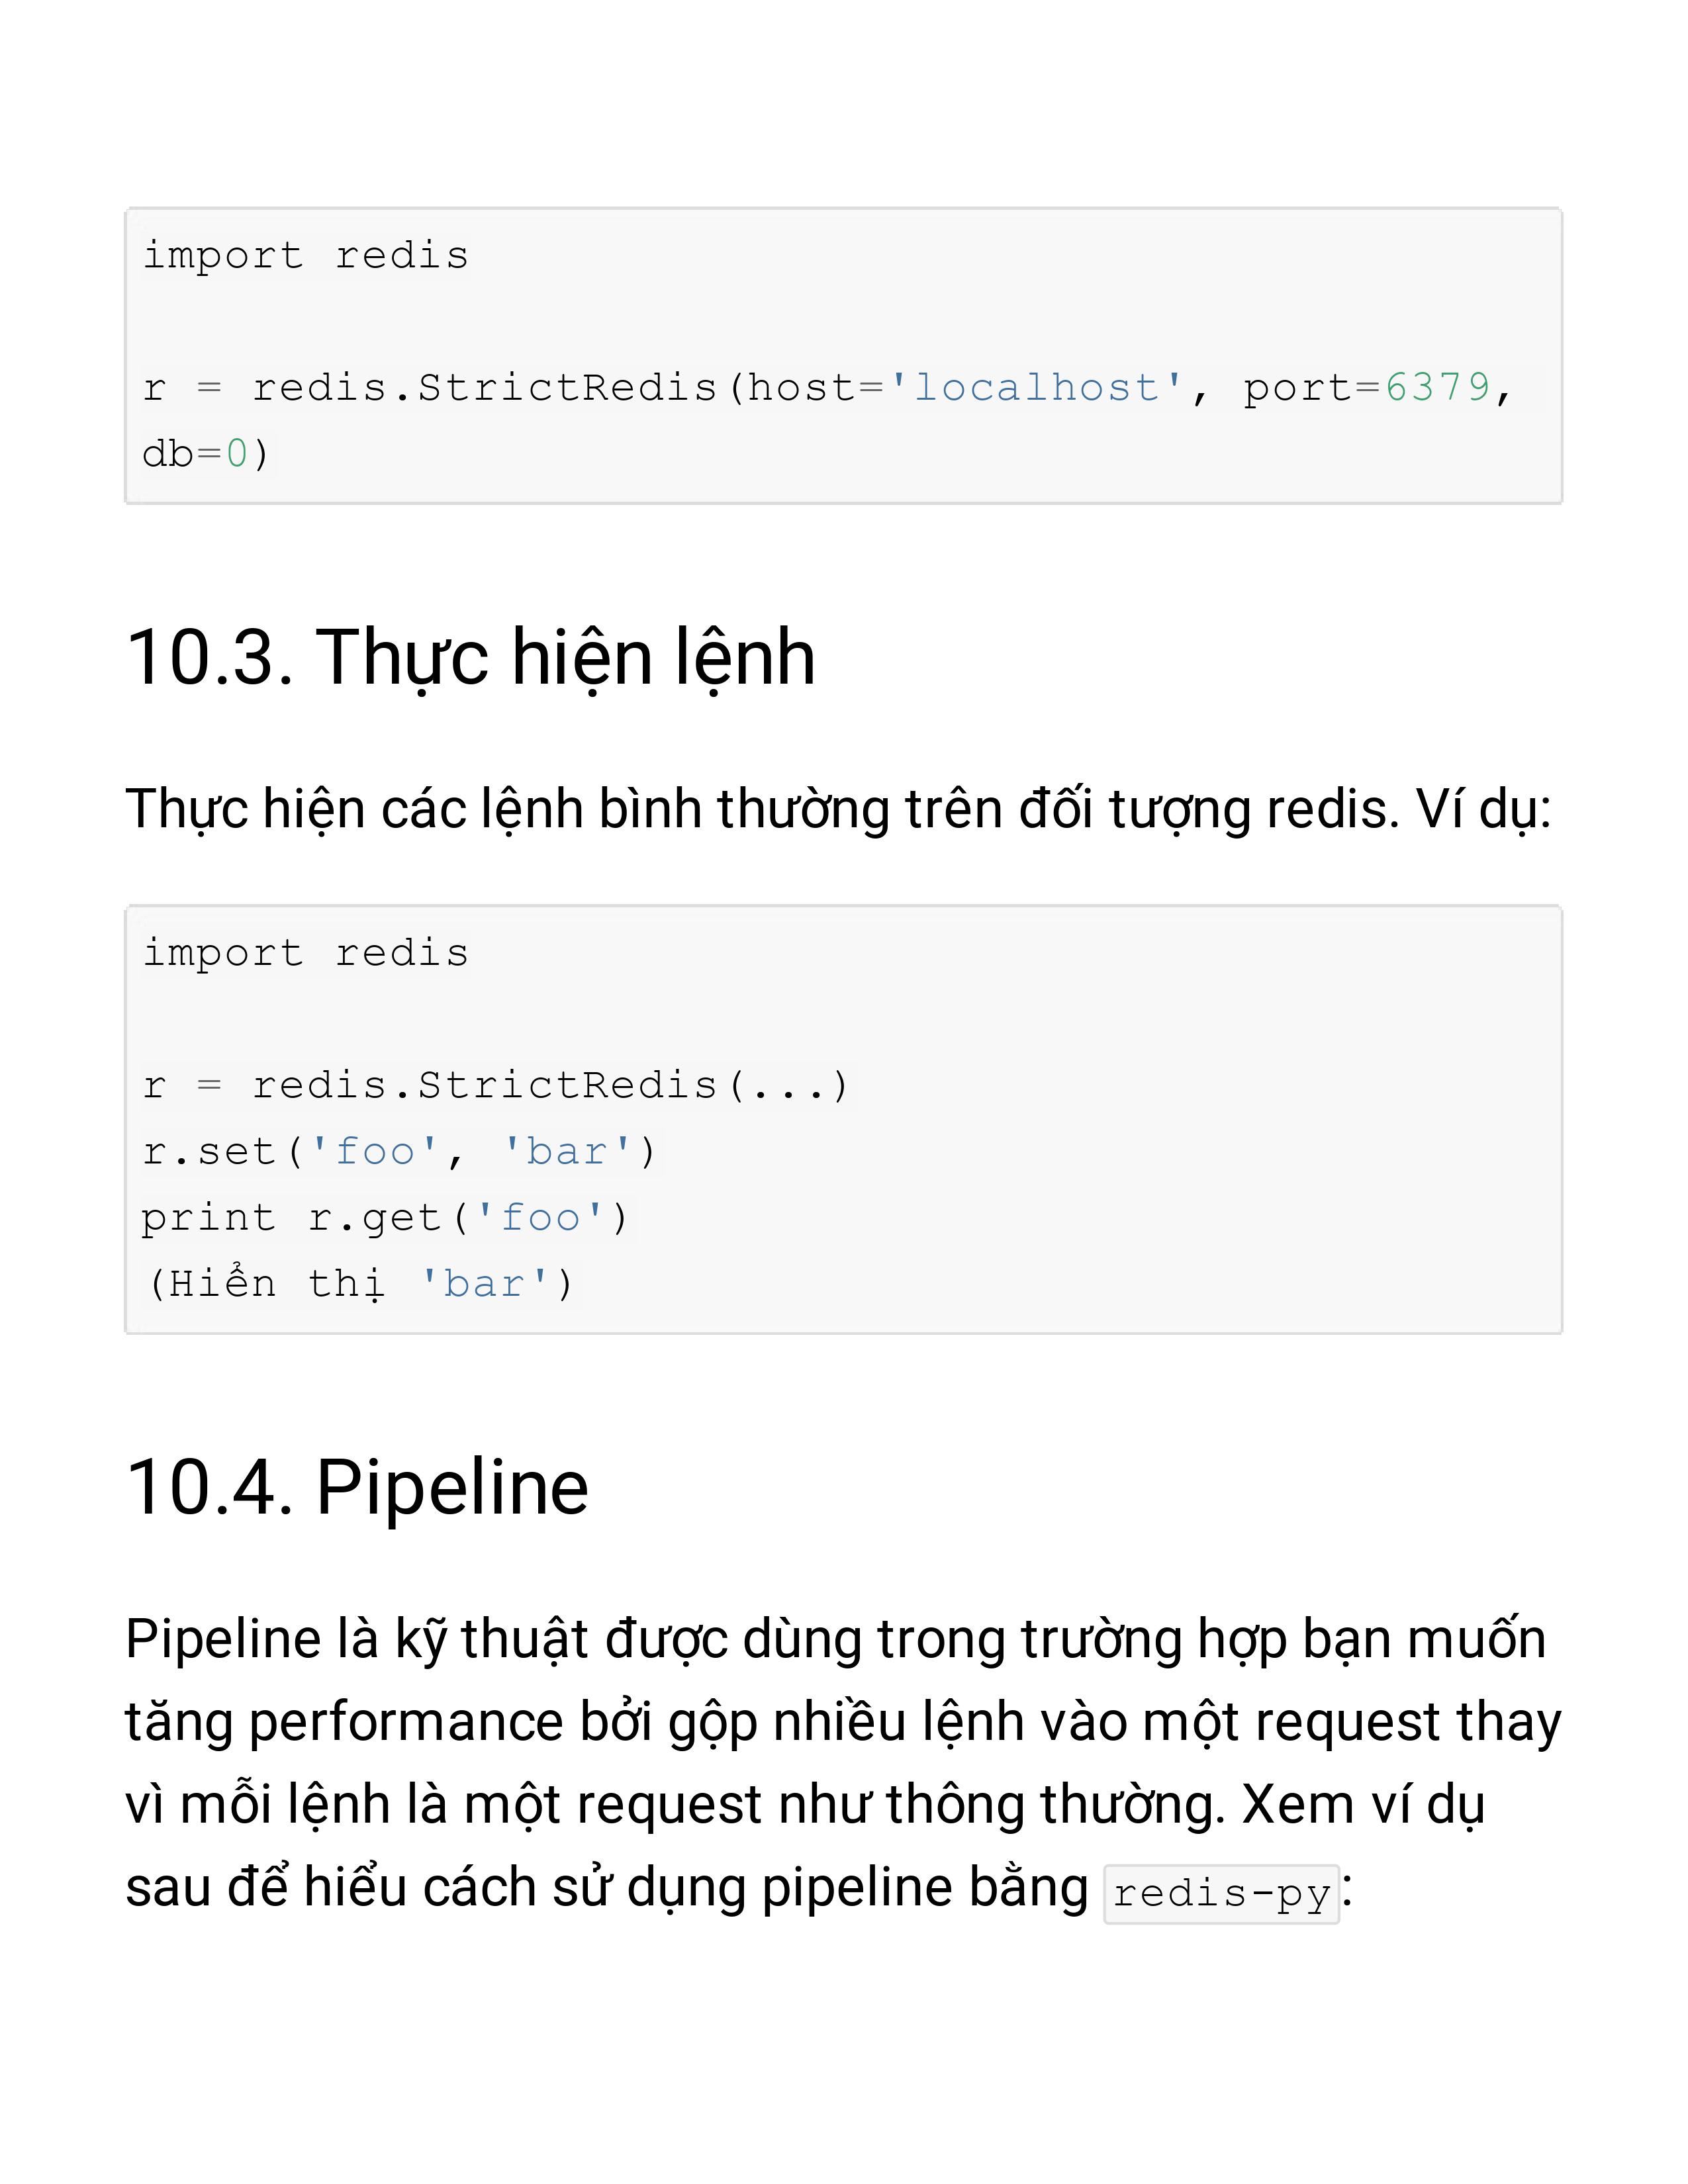 import redis
r = redis.StrictRedis(host='localhost', port=6379,
db=0)
10.3. Thực hiện lệnh
Thực hiện các lệnh bình thường trên đối tượng redis. Ví dụ:
import redis
r = redis.StrictRedis(...)
r.set('foo', 'bar')
print r.get('foo')
(Hiển thị 'bar')
10.4. Pipeline
Pipeline là kỹ thuật được dùng trong trường hợp bạn muốn
tăng performance bởi gộp nhiều lệnh vào một request thay
vì mỗi lệnh là một request như thông thường. Xem ví dụ
sau để hiểu cách sử dụng pipeline bằng redis-py: